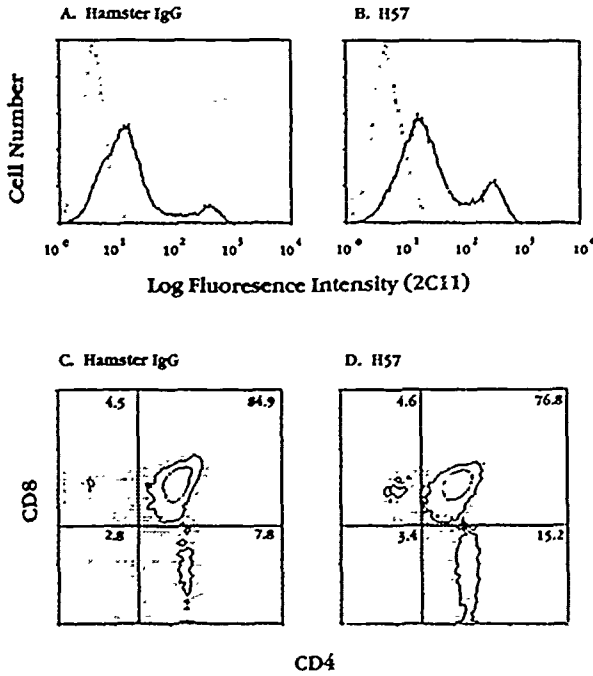 A. Hamster IgG
B. H57
Cell Number
10⁰ 10¹ 10² 10³ 10⁴
10⁰ 10¹ 10² 10³ 10⁴
Log Fluoresence Intensity (2C11)
C. Hamster IgG
D. H57
4.5 84.9
4.6 76.8
CD8
2.8 7.8
3.4 15.2
CD4